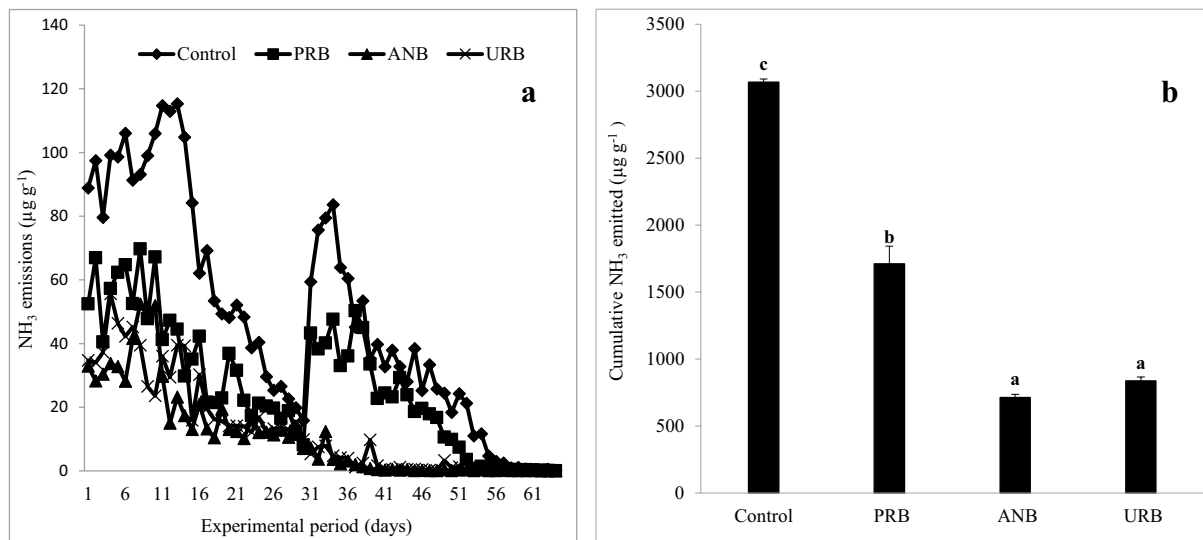 140
120
100
80
60
40
20
0
NH₃ emissions (µg g⁻¹)
Control PRB ANB URB
a
1 6 11 16 21 26 31 36 41 46 51 56 61
Experimental period (days)
3500
3000
2500
2000
1500
1000
500
0
Cumulative NH₃ emitted (µg g⁻¹)
b
c
b
a
a
Control PRB ANB URB